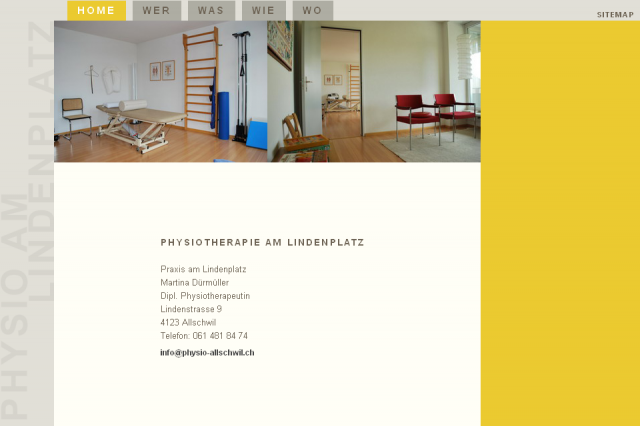 HOME WER WAS WIE WO
SITEMAP
PHYSIO AM
LINDENPLATZ
PHYSIOTHERAPIE AM LINDENPLATZ
Praxis am Lindenplatz
Martina Dürmüller
Dipl. Physiotherapeutin
Lindenstrasse 9
4123 Allschwil
Telefon: 061 481 84 74
info@physio-allschwil.ch